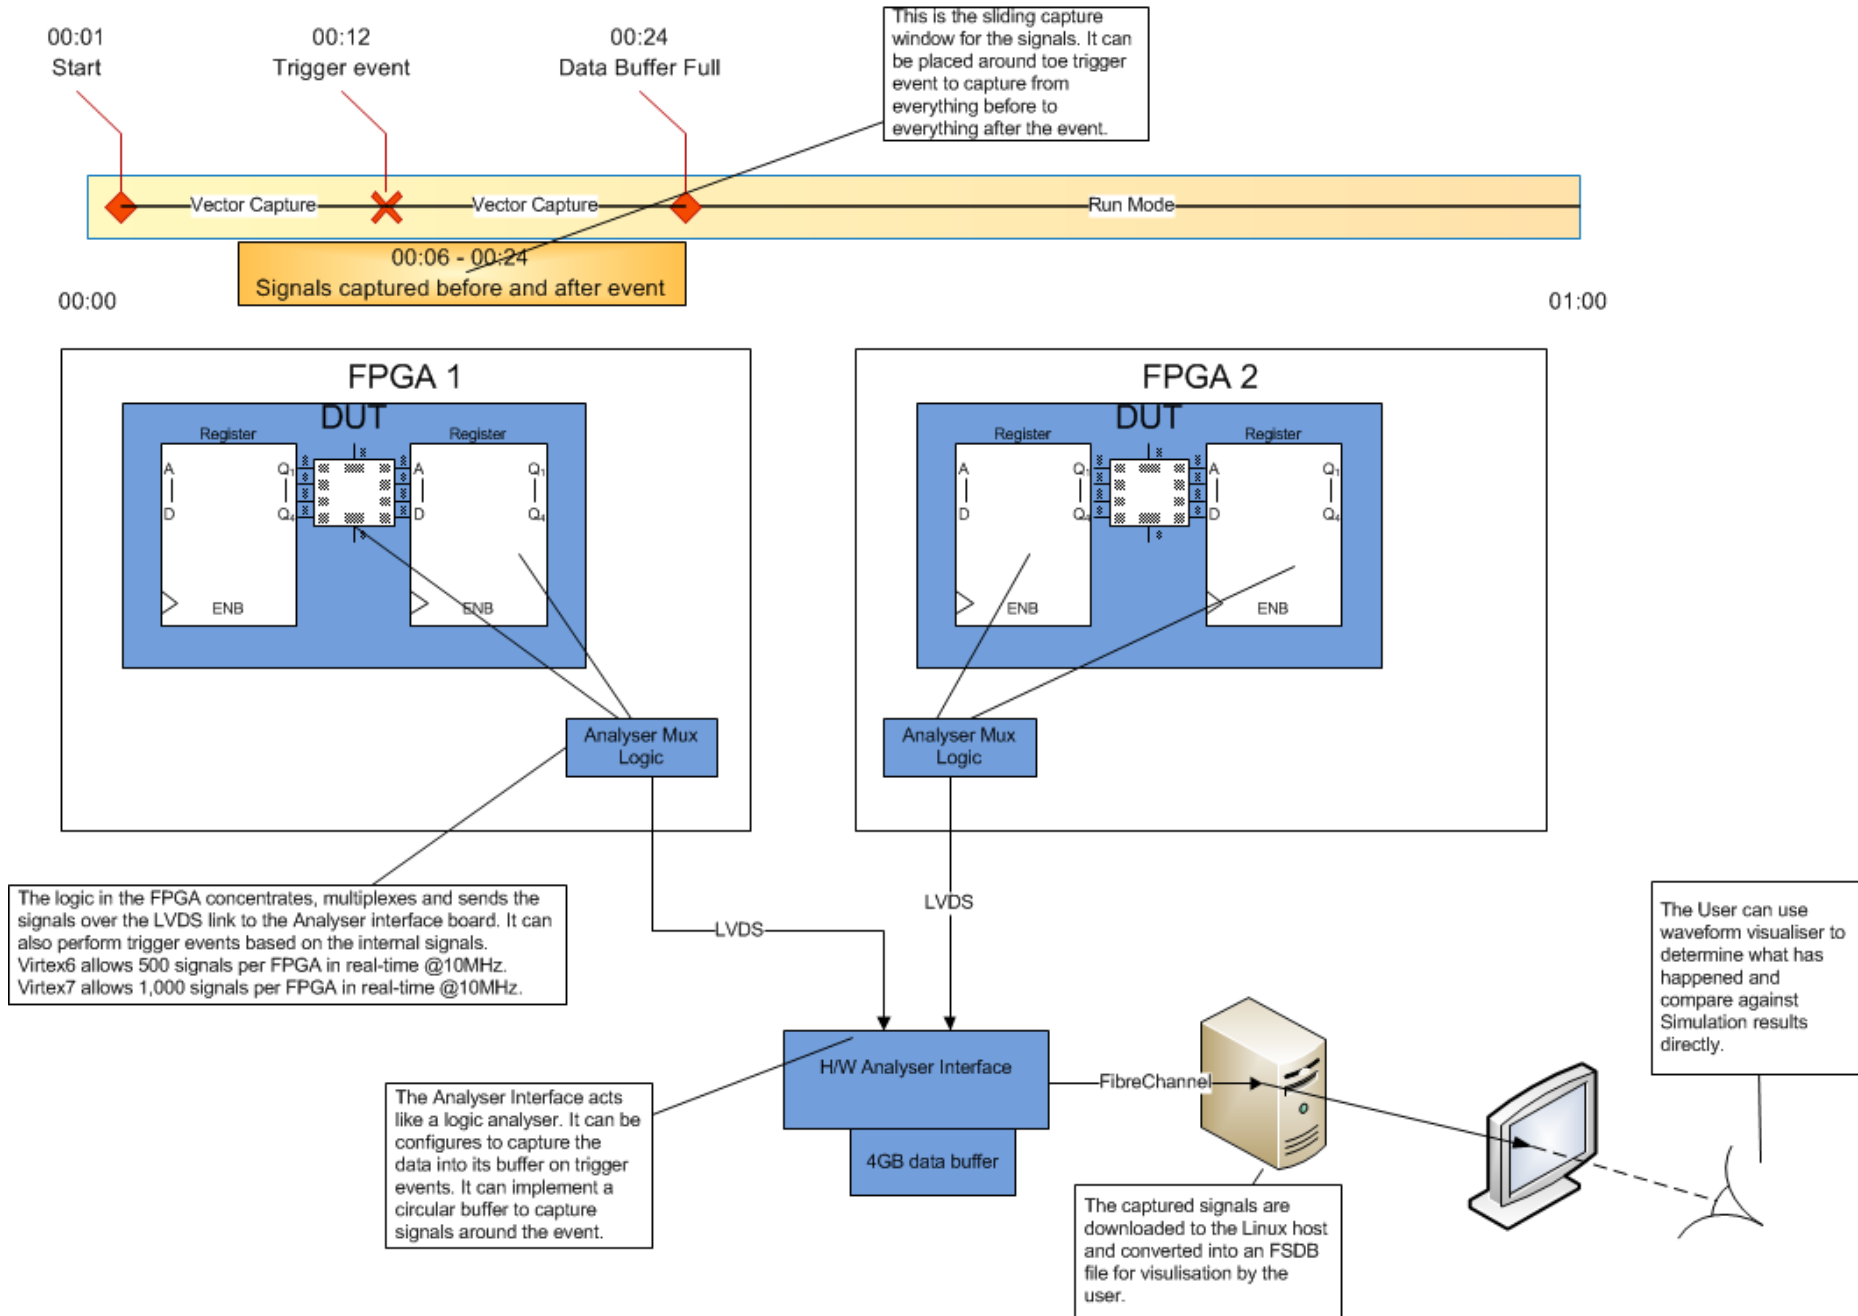 00:01
Start
00:12
Trigger event
00:24
Data Buffer Full
This is the sliding capture
window for the signals. It can
be placed around toe trigger
event to capture from
everything before to
everything after the event.
Vector Capture
Vector Capture
Run Mode
00:06 - 00:24
Signals captured before and after event
00:00
01:00
FPGA 1
DUT
Register
Register
A
Q1
A
Q1
D
Q4
D
Q4
ENB
ENB
Analyser Mux
Logic
FPGA 2
DUT
Register
Register
A
Q1
A
Q1
D
Q4
D
Q4
ENB
ENB
Analyser Mux
Logic
The logic in the FPGA concentrates, multiplexes and sends the
signals over the LVDS link to the Analyser interface board. It can
also perform trigger events based on the internal signals.
Virtex6 allows 500 signals per FPGA in real-time @10MHz.
Virtex7 allows 1,000 signals per FPGA in real-time @10MHz.
LVDS
LVDS
The User can use
waveform visualiser to
determine what has
happened and
compare against
Simulation results
directly.
H/W Analyser Interface
FibreChannel
4GB data buffer
The Analyser Interface acts
like a logic analyser. It can be
configures to capture the
data into its buffer on trigger
events. It can implement a
circular buffer to capture
signals around the event.
The captured signals are
downloaded to the Linux host
and converted into an FSDB
file for visulisation by the
user.